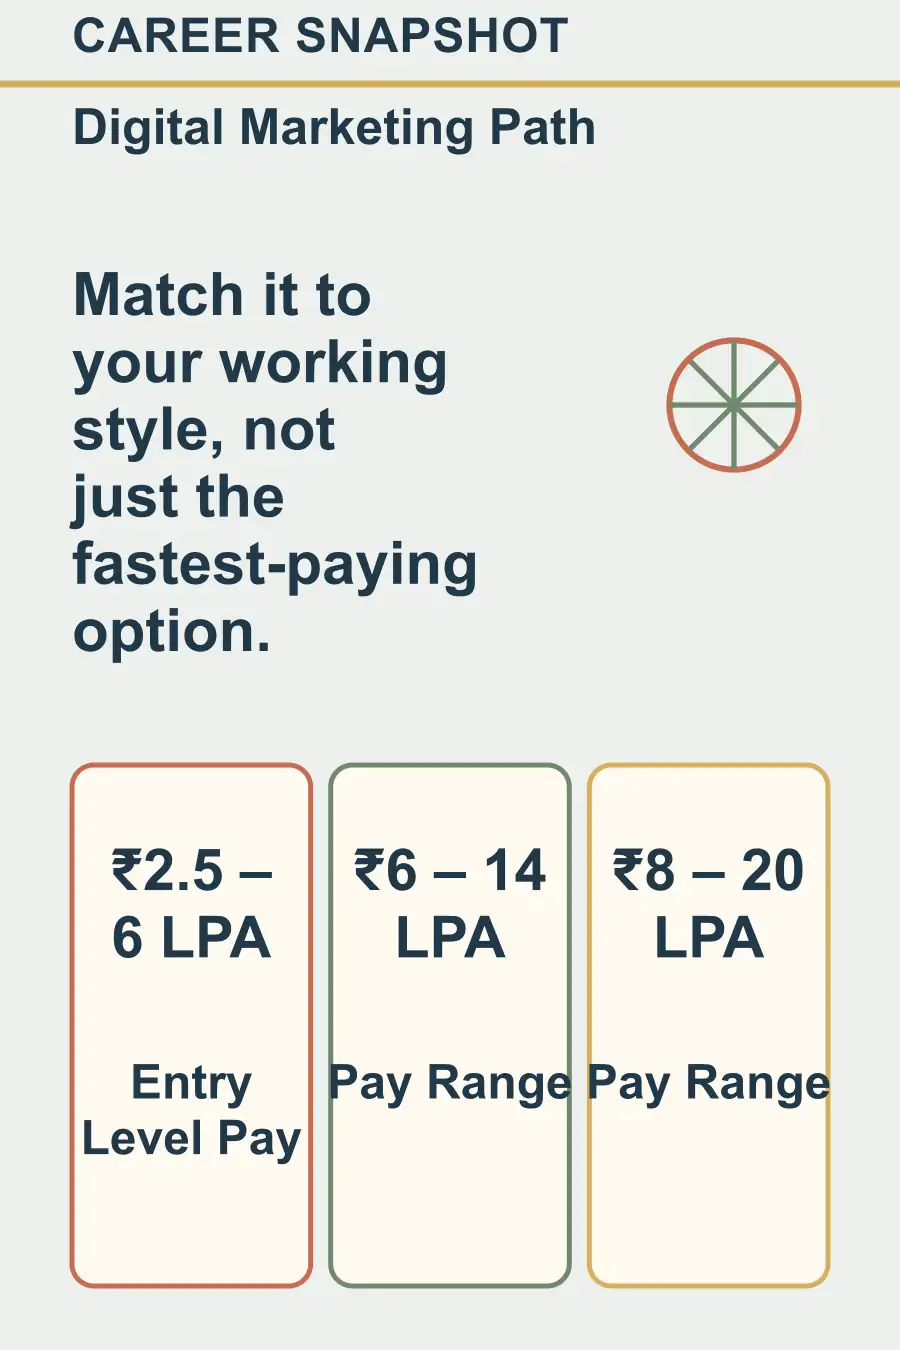 CAREER SNAPSHOT
Digital Marketing Path
Match it to
your working
style, not
just the
fastest-paying
option.
₹2.5 –
6 LPA
Entry
Level Pay
₹6 – 14
LPA
Pay Range
₹8 – 20
LPA
Pay Range